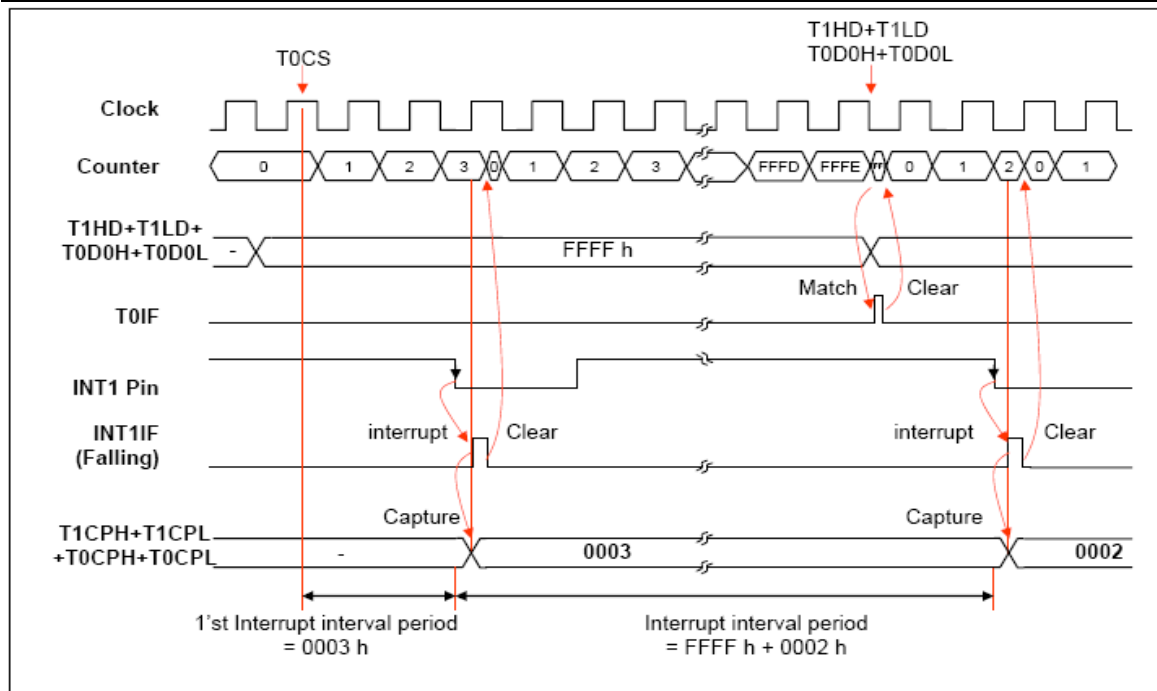 T1HD+T1LD
T0D0H+T0D0L
T0CS
Clock
Counter
0 1 2 3 0 1 2 3 FFFD FFFE 0 1 2 0 1
T1HD+T1LD+
T0D0H+T0D0L
- FFFF h
Match Clear
T0IF
INT1 Pin
INT1IF
(Falling)
interrupt Clear interrupt Clear
Capture Capture
T1CPH+T1CPL
+T0CPH+T0CPL
- 0003 0002
1'st Interrupt interval period
= 0003 h
Interrupt interval period
= FFFF h + 0002 h